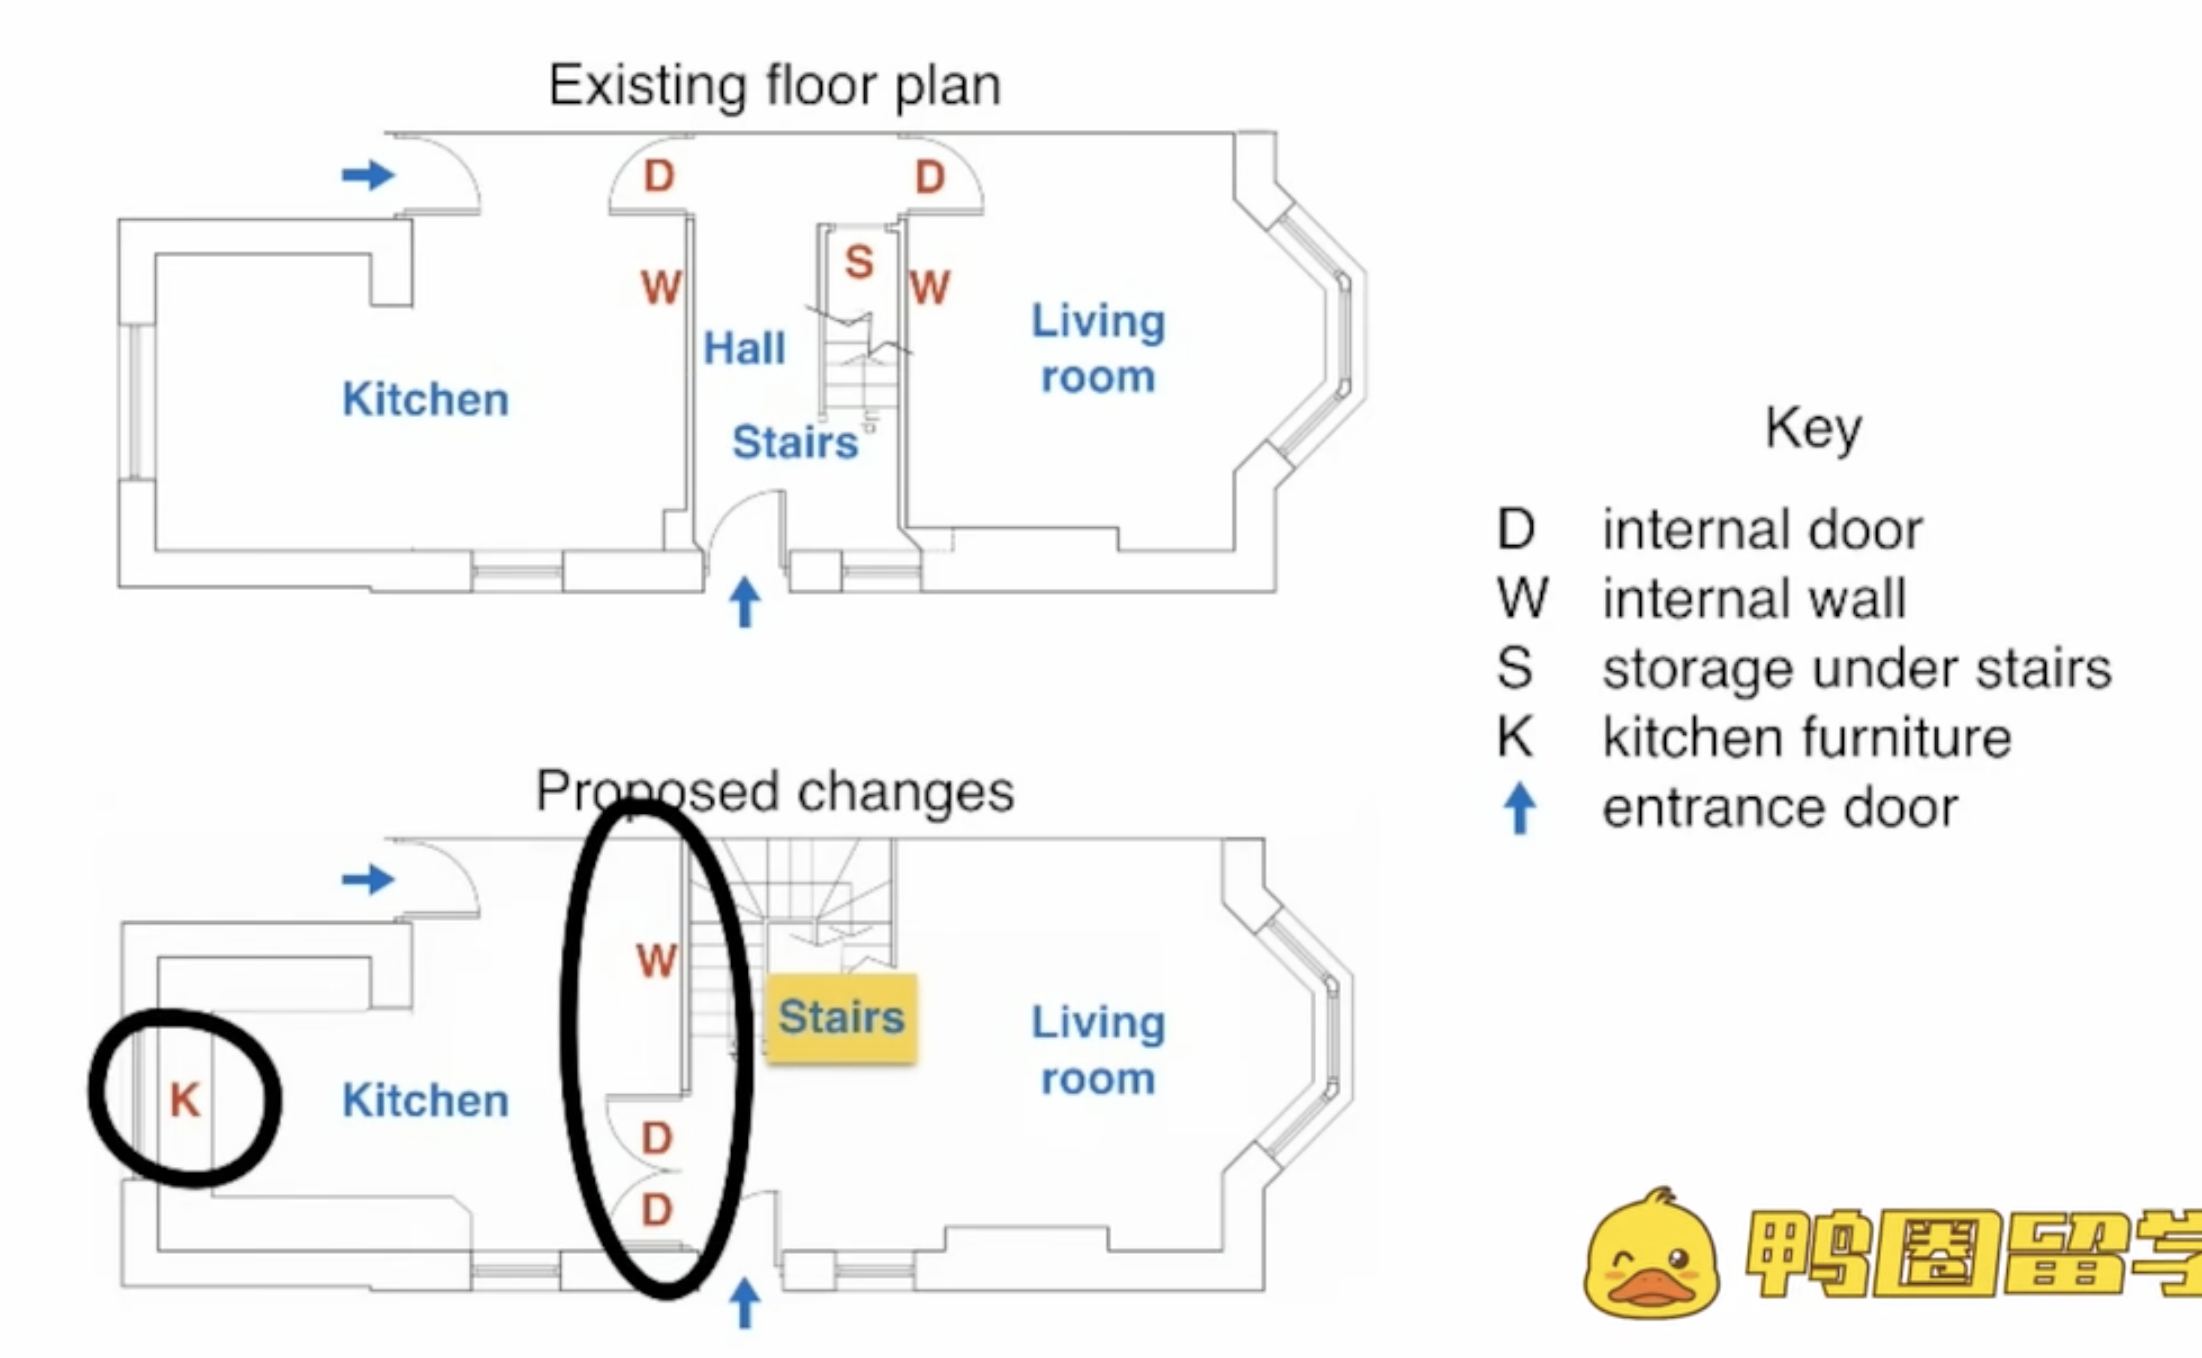 Existing floor plan
D
D
S
W
W
Hall
Living
room
Kitchen
Stairs
up
Key
D internal door
W internal wall
S storage under stairs
K kitchen furniture
entrance door
Proposed changes
W
Stairs
Living
room
K
Kitchen
D
D
鸭圈留学